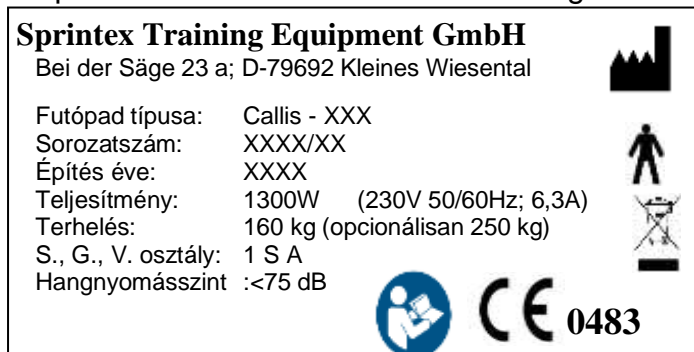 Sprintex Training Equipment GmbH
Bei der Säge 23 a; D-79692 Kleines Wiesental
Futópad típusa: Callis - XXX
Sorozatszám: XXXX/XX
Építés éve: XXXX
Teljesítmény: 1300W (230V 50/60Hz; 6,3A)
Terhelés: 160 kg (opcionálisan 250 kg)
S., G., V. osztály: 1 S A
Hangnyomásszint :<75 dB
CE 0483